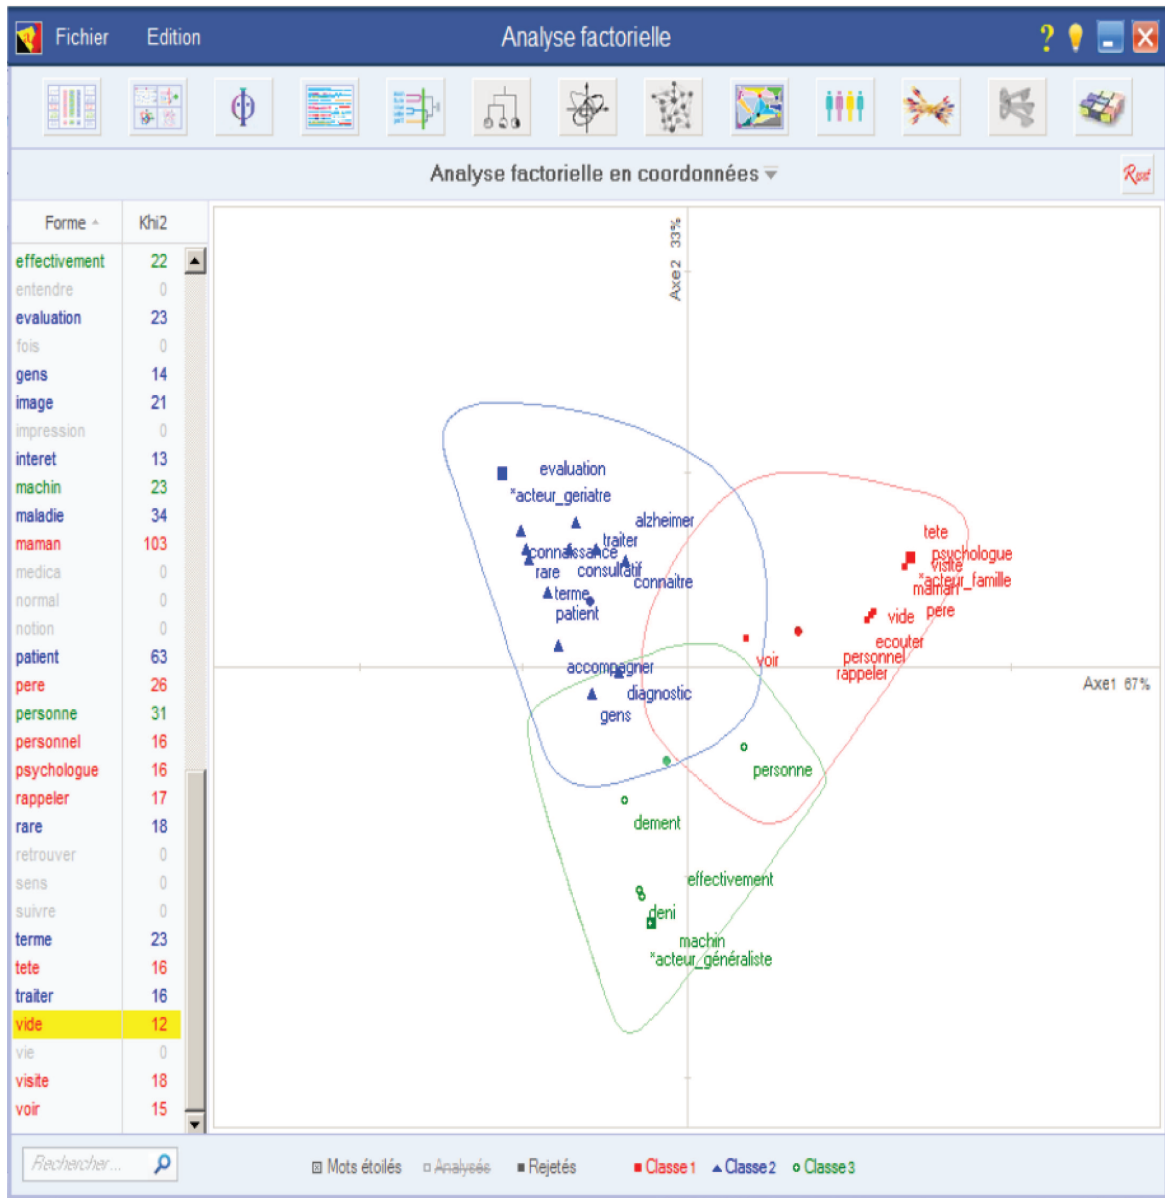 Fichier Edition Analyse factorielle ?
Analyse factorielle en coordonnées
Reset
Forme Khi2
effectivement 22
entendre 0
evaluation 23
fois 0
gens 14
image 21
impression 0
interet 13
machin 23
maladie 34
maman 103
medica 0
normal 0
notion 0
patient 63
pere 26
personne 31
personnel 16
psychologue 16
rappeler 17
rare 18
retrouver 0
sens 0
suivre 0
terme 23
tete 16
traiter 16
vide 12
vie 0
visite 18
voir 15
Axe2 33%
evaluation
*acteur_geriatre
alzheimer
traiter
connaissance
consultatif
rare
connaitre
terme
patient
accompagner
diagnostic
gens
tete
psychologue
visite
*acteur_famille
maman
pere
vide
ecouter
personnel
voir
rappeler
Axe1 67%
personne
dement
effectivement
deni
machin
*acteur_généraliste
Rechercher...
Mots étoilés Analysés Rejetés Classe 1 Classe 2 Classe 3